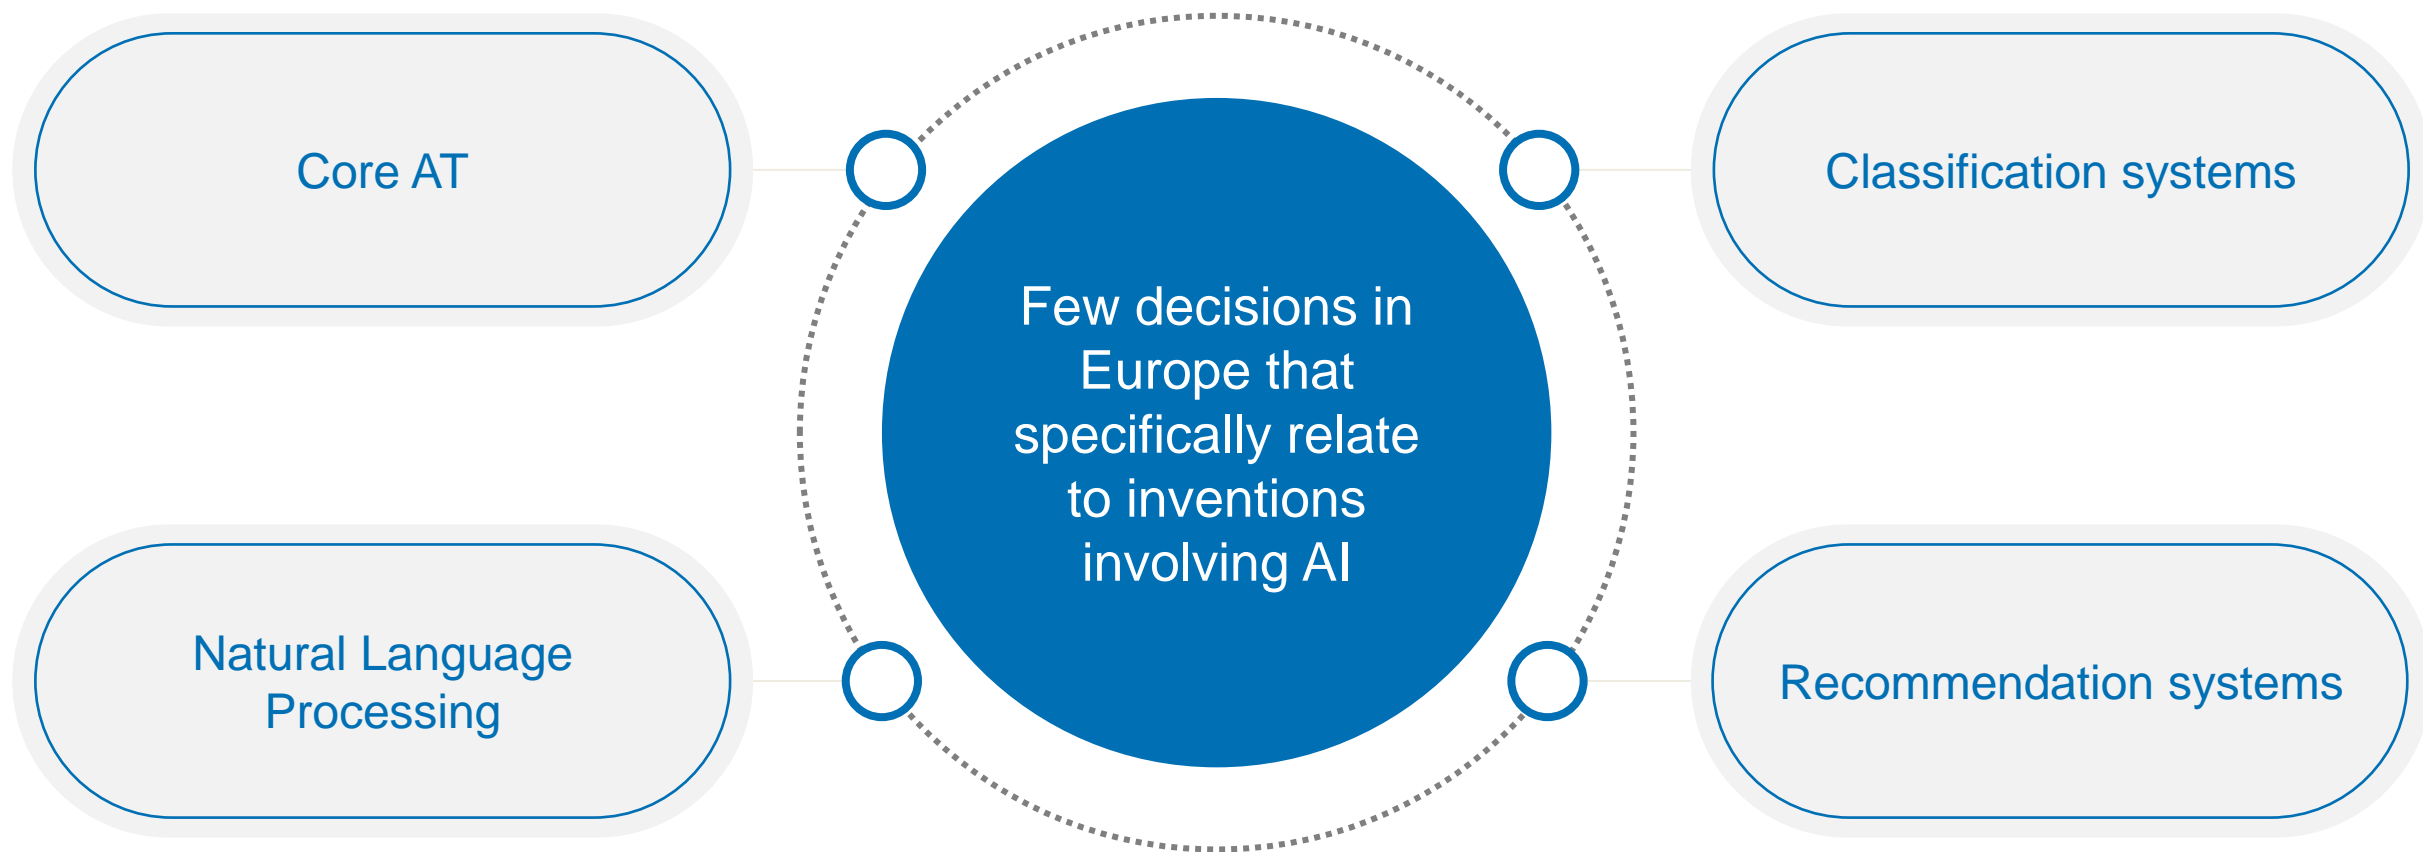 Core AT
Classification systems
Few decisions in
Europe that
specifically relate
to inventions
involving AI
Natural Language
Processing
Recommendation systems